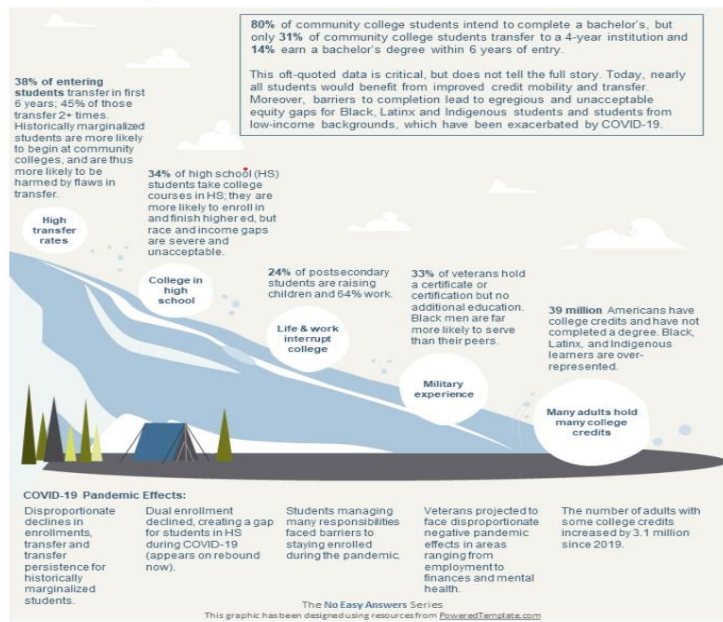 80% of community college students intend to complete a bachelor's, but
only 31% of community college students transfer to a 4-year institution and
14% earn a bachelor's degree within 6 years of entry.
This oft-quoted data is critical, but does not tell the full story. Today, nearly
all students would benefit from improved credit mobility and transfer.
Moreover, barriers to completion lead to egregious and unacceptable
equity gaps for Black, Latinx and Indigenous students and students from
low-income backgrounds, which have been exacerbated by COVID-19.
38% of entering
students transfer in first
6 years; 45% of those
transfer 2+ times.
Historically marginalized
students are more likely
to begin at community
colleges, and are thus
more likely to be
harmed by flaws in
transfer.
High
transfer
rates
34% of high school (HS)
students take college
courses in HS; they are
more likely to enroll in
and finish higher ed, but
race and income gaps
are severe and
unacceptable.
College in
high
school
24% of postsecondary
students are raising
children and 64% work.
Life & work
interrupt
college
33% of veterans hold
a certificate or
certification but no
additional education.
Black men are far
more likely to serve
than their peers.
Military
experience
39 million Americans have
college credits and have not
completed a degree. Black,
Latinx, and Indigenous
learners are over-
represented.
Many adults hold
many college
credits
COVID-19 Pandemic Effects:
Disproportionate
declines in
enrollments,
transfer and
transfer
persistence for
historically
marginalized
students.
Dual enrollment
declined, creating a gap
for students in HS
during COVID-19
(appears on rebound
now).
Students managing
many responsibilities
faced barriers to
staying enrolled
during the pandemic.
Veterans projected to
face disproportionate
negative pandemic
effects in areas
ranging from
employment to
finances and mental
health.
The number of adults with
some college credits
increased by 3.1 million
since 2019.
The No Easy Answers Series
This graphic has been designed using resources from PoweredTemplate.com